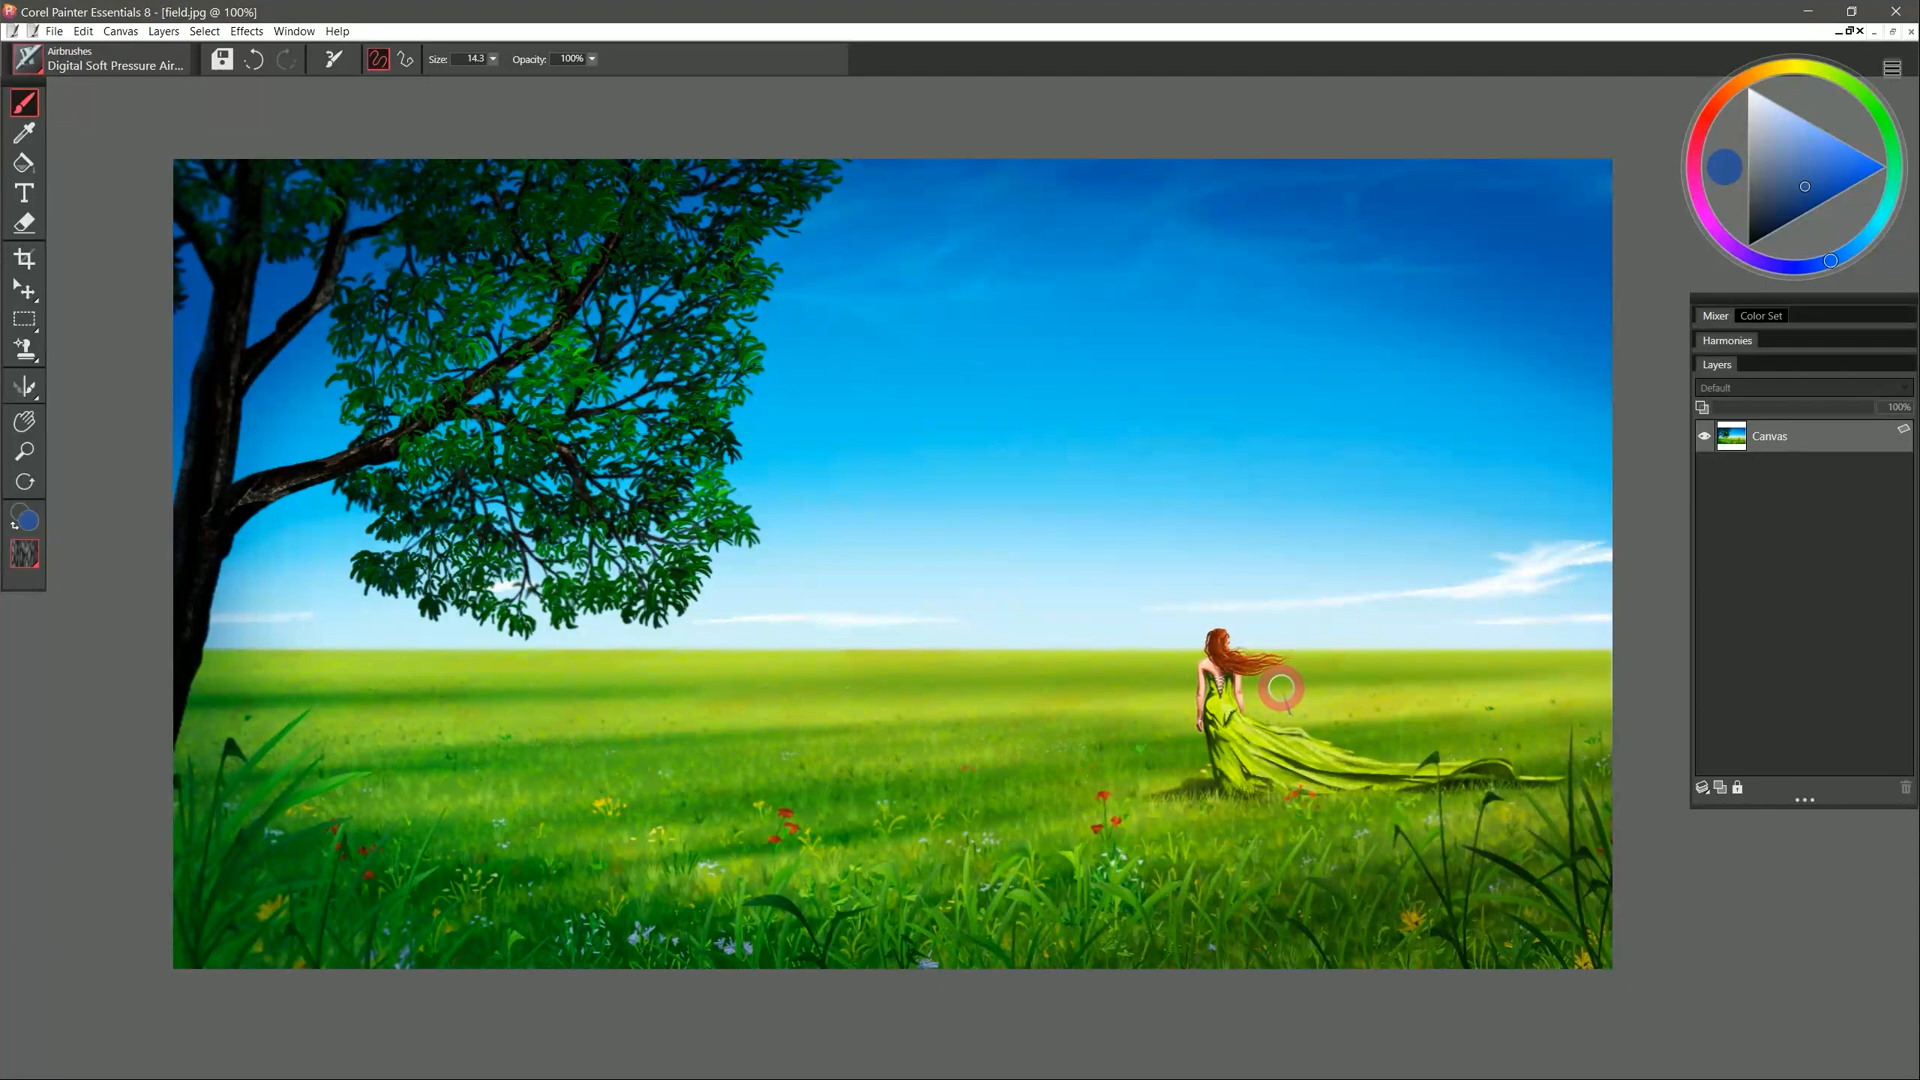 Corel Painter Essentials 8 - [field.jpg @ 100%]
File Edit Canvas Layers Select Effects Window Help
Airbrushes
Digital Soft Pressure Air...
Size: 14.3 Opacity: 100%
Mixer Color Set
Harmonies
Layers
Default
100%
Canvas